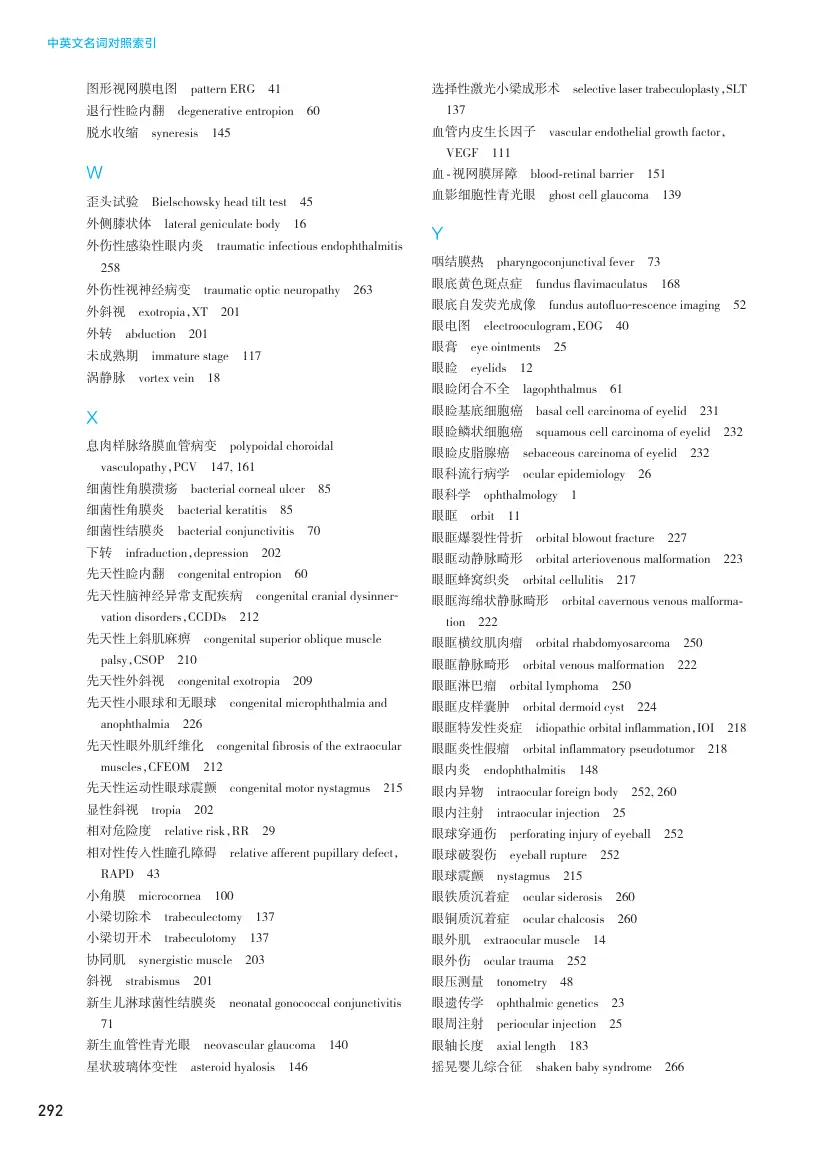 中英文名词对照索引
图形视网膜电图 pattern ERG 41
退行性睑内翻 degenerative entropion 60
脱水收缩 syneresis 145
W
歪头试验 Bielschowsky head tilt test 45
外侧膝状体 lateral geniculate body 16
外伤性感染性眼内炎 traumatic infectious endophthalmitis
258
外伤性视神经病变 traumatic optic neuropathy 263
外斜视 exotropia,XT 201
外转 abduction 201
未成熟期 immature stage 117
涡静脉 vortex vein 18
X
息肉样脉络膜血管病变 polypoidal choroidal
vasculopathy,PCV 147, 161
细菌性角膜溃疡 bacterial corneal ulcer 85
细菌性角膜炎 bacterial keratitis 85
细菌性结膜炎 bacterial conjunctivitis 70
下转 infraduction,depression 202
先天性睑内翻 congenital entropion 60
先天性脑神经异常支配疾病 congenital cranial dysinner-
vation disorders,CCDDs 212
先天性上斜肌麻痹 congenital superior oblique muscle
palsy,CSOP 210
先天性外斜视 congenital exotropia 209
先天性小眼球和无眼球 congenital microphthalmia and
anophthalmia 226
先天性眼外肌纤维化 congenital fibrosis of the extraocular
muscles,CFEOM 212
先天性运动性眼球震颤 congenital motor nystagmus 215
显性斜视 tropia 202
相对危险度 relative risk,RR 29
相对性传入性瞳孔障碍 relative afferent pupillary defect,
RAPD 43
小角膜 microcornea 100
小梁切除术 trabeculectomy 137
小梁切开术 trabeculotomy 137
协同肌 synergistic muscle 203
斜视 strabismus 201
新生儿淋球菌性结膜炎 neonatal gonococcal conjunctivitis
71
新生血管性青光眼 neovascular glaucoma 140
星状玻璃体变性 asteroid hyalosis 146
选择性激光小梁成形术 selective laser trabeculoplasty,SLT
137
血管内皮生长因子 vascular endothelial growth factor,
VEGF 111
血-视网膜屏障 blood-retinal barrier 151
血影细胞性青光眼 ghost cell glaucoma 139
Y
咽结膜热 pharyngoconjunctival fever 73
眼底黄色斑点症 fundus flavimaculatus 168
眼底自发荧光成像 fundus autofluo-rescence imaging 52
眼电图 electrooculogram,EOG 40
眼膏 eye ointments 25
眼睑 eyelids 12
眼睑闭合不全 lagophthalmus 61
眼睑基底细胞癌 basal cell carcinoma of eyelid 231
眼睑鳞状细胞癌 squamous cell carcinoma of eyelid 232
眼睑皮脂腺癌 sebaceous carcinoma of eyelid 232
眼科流行病学 ocular epidemiology 26
眼科学 ophthalmology 1
眼眶 orbit 11
眼眶爆裂性骨折 orbital blowout fracture 227
眼眶动静脉畸形 orbital arteriovenous malformation 223
眼眶蜂窝织炎 orbital cellulitis 217
眼眶海绵状静脉畸形 orbital cavernous venous malforma-
tion 222
眼眶横纹肌肉瘤 orbital rhabdomyosarcoma 250
眼眶静脉畸形 orbital venous malformation 222
眼眶淋巴瘤 orbital lymphoma 250
眼眶皮样囊肿 orbital dermoid cyst 224
眼眶特发性炎症 idiopathic orbital inflammation,IOI 218
眼眶炎性假瘤 orbital inflammatory pseudotumor 218
眼内炎 endophthalmitis 148
眼内异物 intraocular foreign body 252, 260
眼内注射 intraocular injection 25
眼球穿通伤 perforating injury of eyeball 252
眼球破裂伤 eyeball rupture 252
眼球震颤 nystagmus 215
眼铁质沉着症 ocular siderosis 260
眼铜质沉着症 ocular chalcosis 260
眼外肌 extraocular muscle 14
眼外伤 ocular trauma 252
眼压测量 tonometry 48
眼遗传学 ophthalmic genetics 23
眼周注射 periocular injection 25
眼轴长度 axial length 183
摇晃婴儿综合征 shaken baby syndrome 266
292